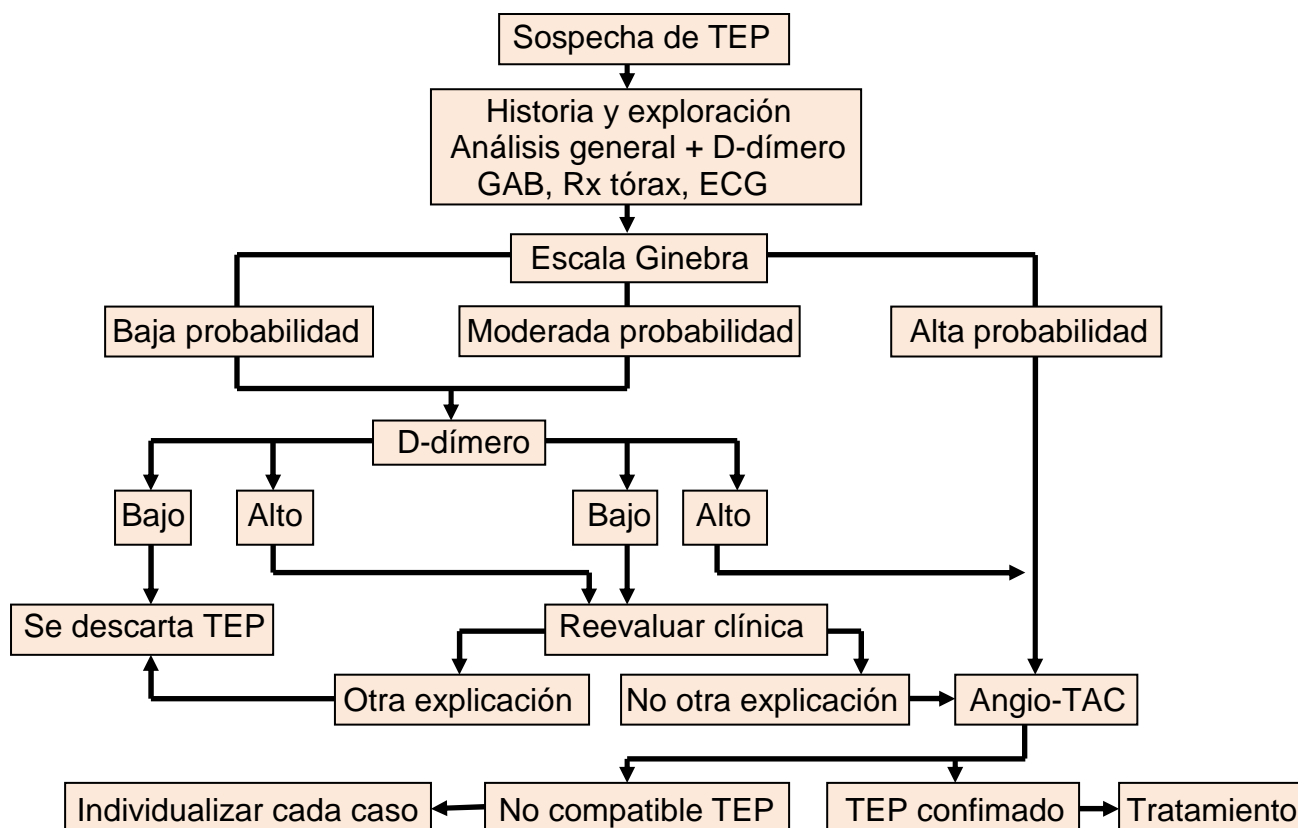 Sospecha de TEP
Historia y exploración
Análisis general + D-dímero
GAB, Rx tórax, ECG
Escala Ginebra
Baja probabilidad
Moderada probabilidad
Alta probabilidad
D-dímero
Bajo
Alto
Bajo
Alto
Se descarta TEP
Reevaluar clínica
Otra explicación
No otra explicación
Angio-TAC
Individualizar cada caso
No compatible TEP
TEP confimado
Tratamiento